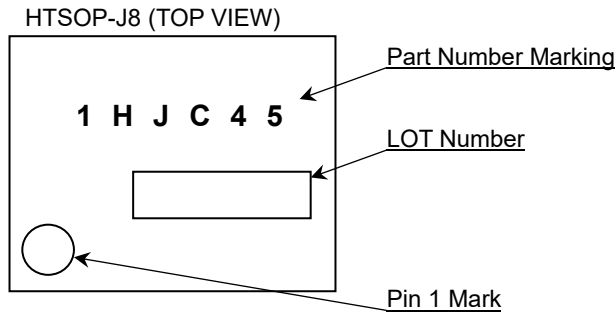 HTSOP-J8 (TOP VIEW)
Part Number Marking
1 H J C 4 5
LOT Number
Pin 1 Mark